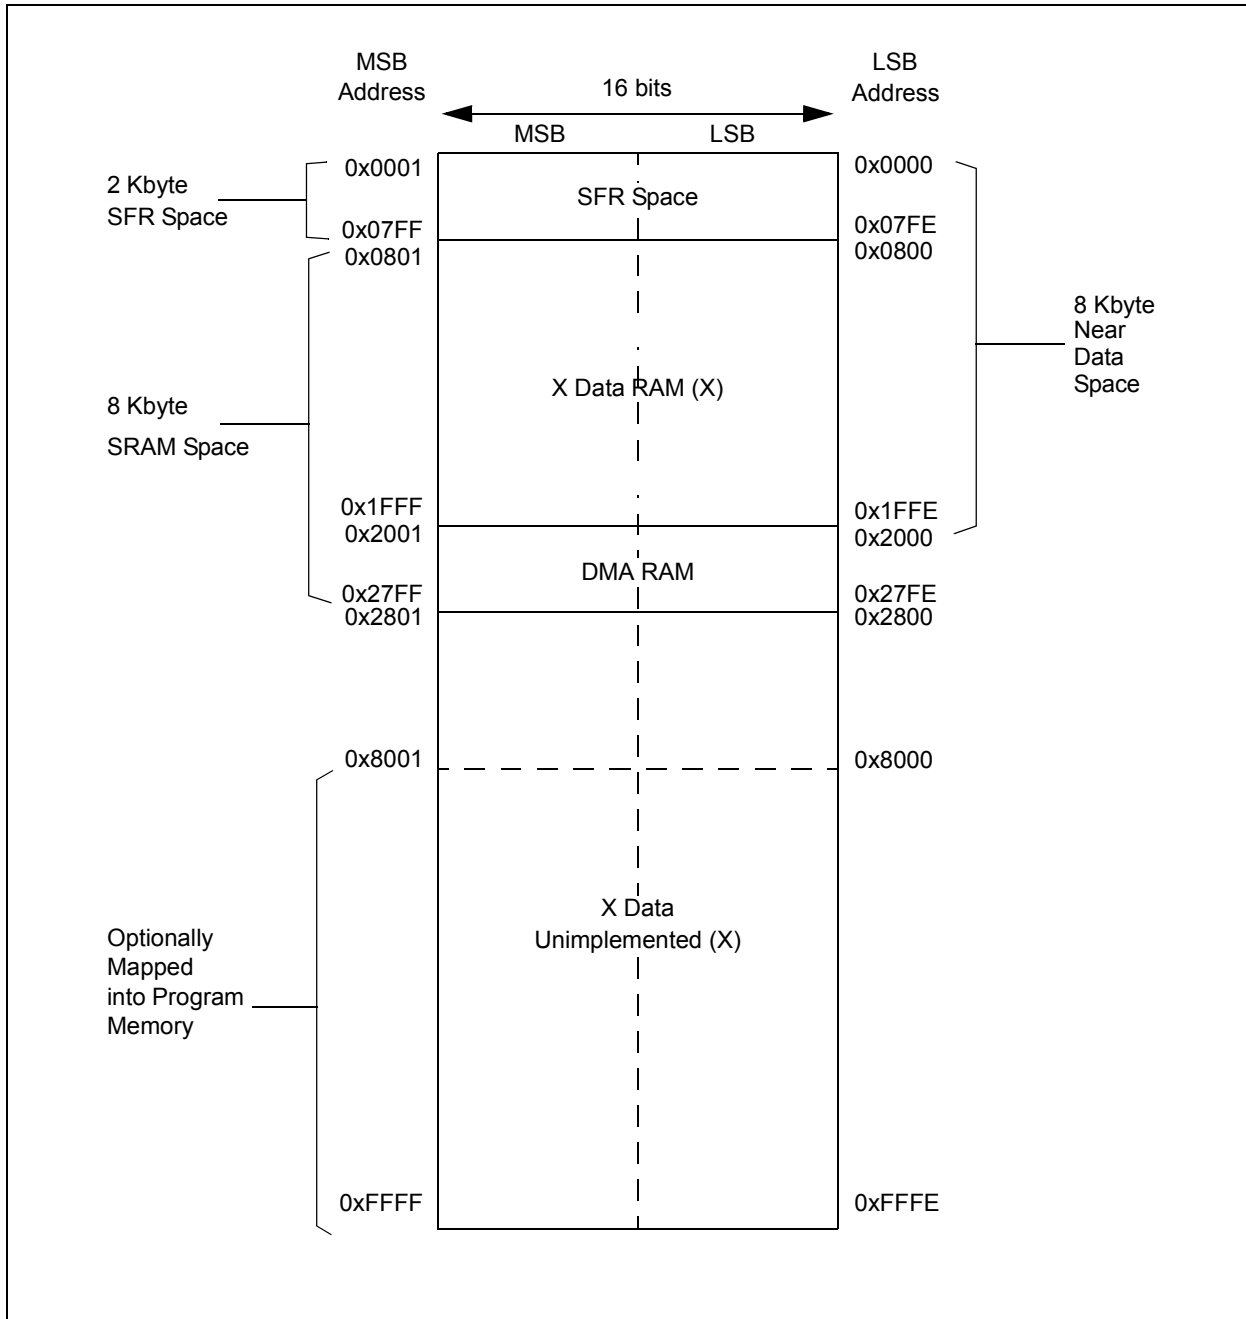 MSB
Address
LSB
Address
16 bits
MSB
LSB
0x0001
0x0000
2 Kbyte
SFR Space
SFR Space
0x07FF
0x07FE
0x0801
0x0800
8 Kbyte
Near
Data
Space
X Data RAM (X)
8 Kbyte
SRAM Space
0x1FFF
0x1FFE
0x2001
0x2000
DMA RAM
0x27FF
0x27FE
0x2801
0x2800
0x8001
0x8000
X Data
Unimplemented (X)
Optionally
Mapped
into Program
Memory
0xFFFF
0xFFFE